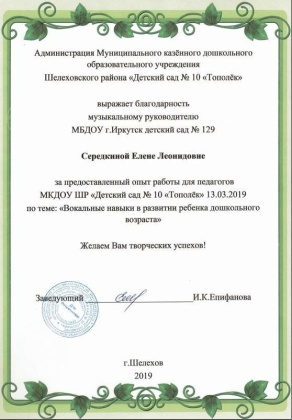 Администрация Муниципального казённого дошкольного
образовательного учреждения
Шелеховского района «Детский сад № 10 «Тополёк»
выражает благодарность
музыкальному руководителю
МБДОУ г.Иркутск детский сад № 129
Середкиной Елене Леонидовне
за предоставленный опыт работы для педагогов
МКДОУ ШР «Детский сад № 10 «Тополёк» 13.03.2019
по теме: «Вокальные навыки в развитии ребенка дошкольного
возраста»
Желаем Вам творческих успехов!
Заведующий И.К.Епифанова
г.Шелехов
2019